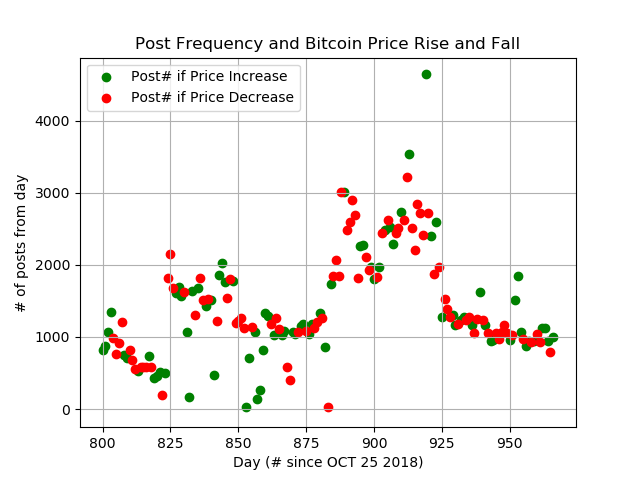 Post Frequency and Bitcoin Price Rise and Fall
Post# if Price Increase
Post# if Price Decrease
# of posts from day
4000
3000
2000
1000
0
800 825 850 875 900 925 950
Day (# since OCT 25 2018)